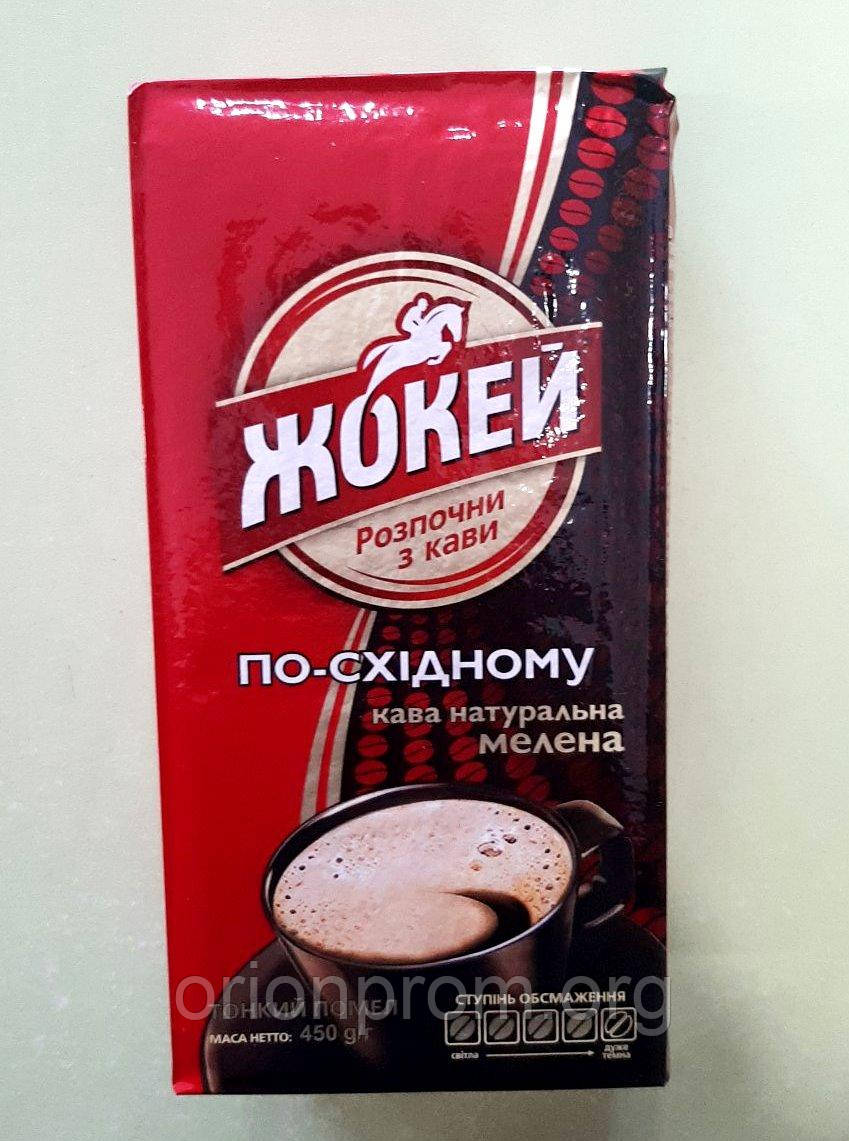 ЖОКЕЙ
Розпочни
з кави
ПО-СХІДНОМУ
кава натуральна
мелена
orionprom.org
ТОНКИЙ ПОМЕЛ
МАСА НЕТТО: 450 g·г
СТУПІНЬ ОБСМАЖЕННЯ
світла
дуже
темна